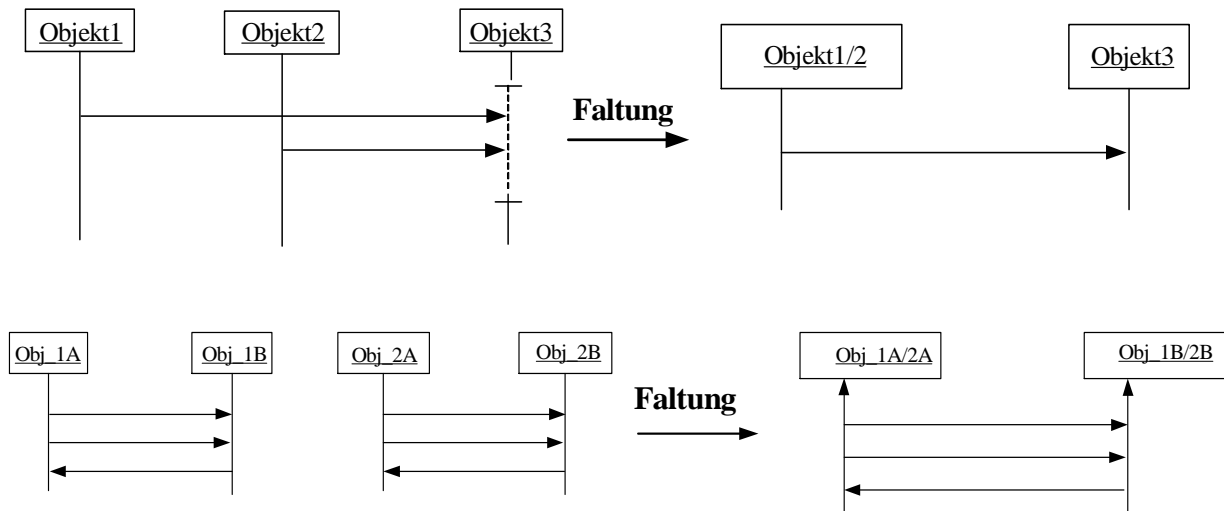 Objekt1
Objekt2
Objekt3
Faltung
Objekt1/2
Objekt3
Obj_1A
Obj_1B
Obj_2A
Obj_2B
Faltung
Obj_1A/2A
Obj_1B/2B